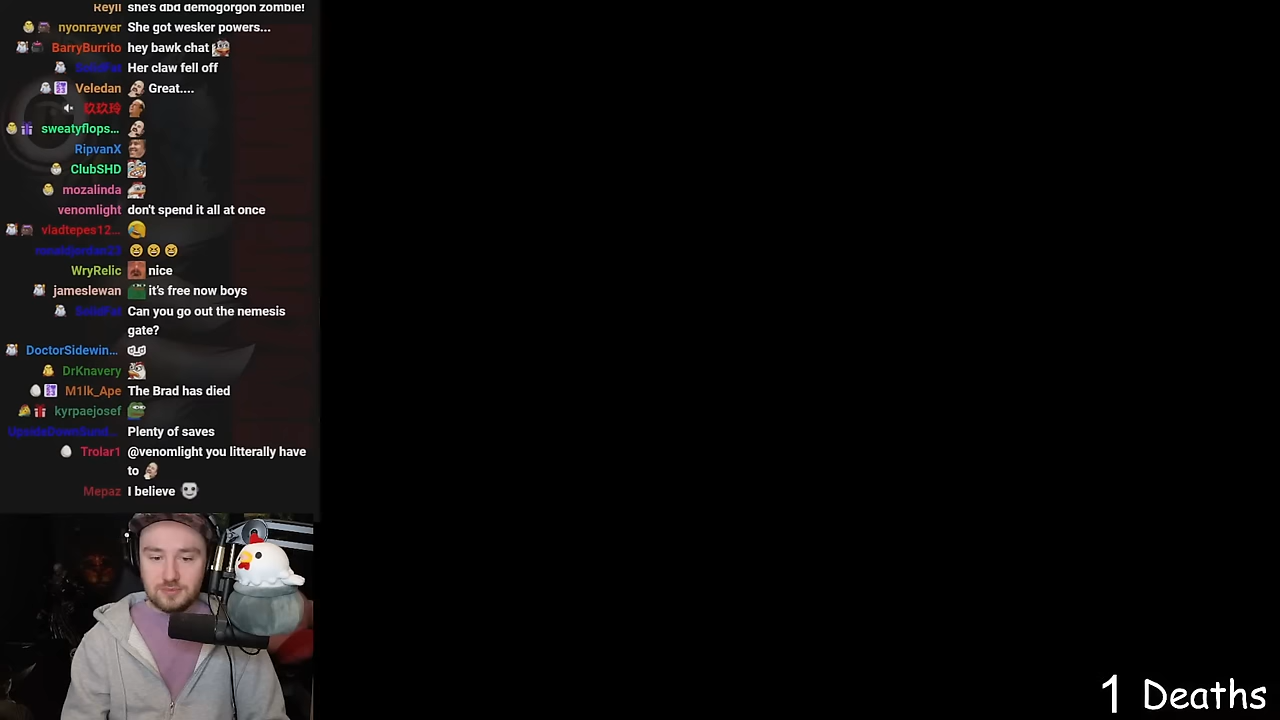 Reyll she's dbd demogorgon zombie!
nyonrayver She got wesker powers...
BarryBurrito hey bawk chat
Her claw fell off
Veledan Great....
玖玖玲
sweatyflops...
RipvanX
ClubSHD
mozalinda
venomlight don't spend it all at once
vladtepes12...
WryRelic nice
jameslewan it's free now boys
Can you go out the nemesis
gate?
DoctorSidewin...
DrKnavery
M1lk_Ape The Brad has died
kyrpaejosef
Plenty of saves
Trolar1 @venomlight you litterally have
to
Mepaz I believe
1 Deaths